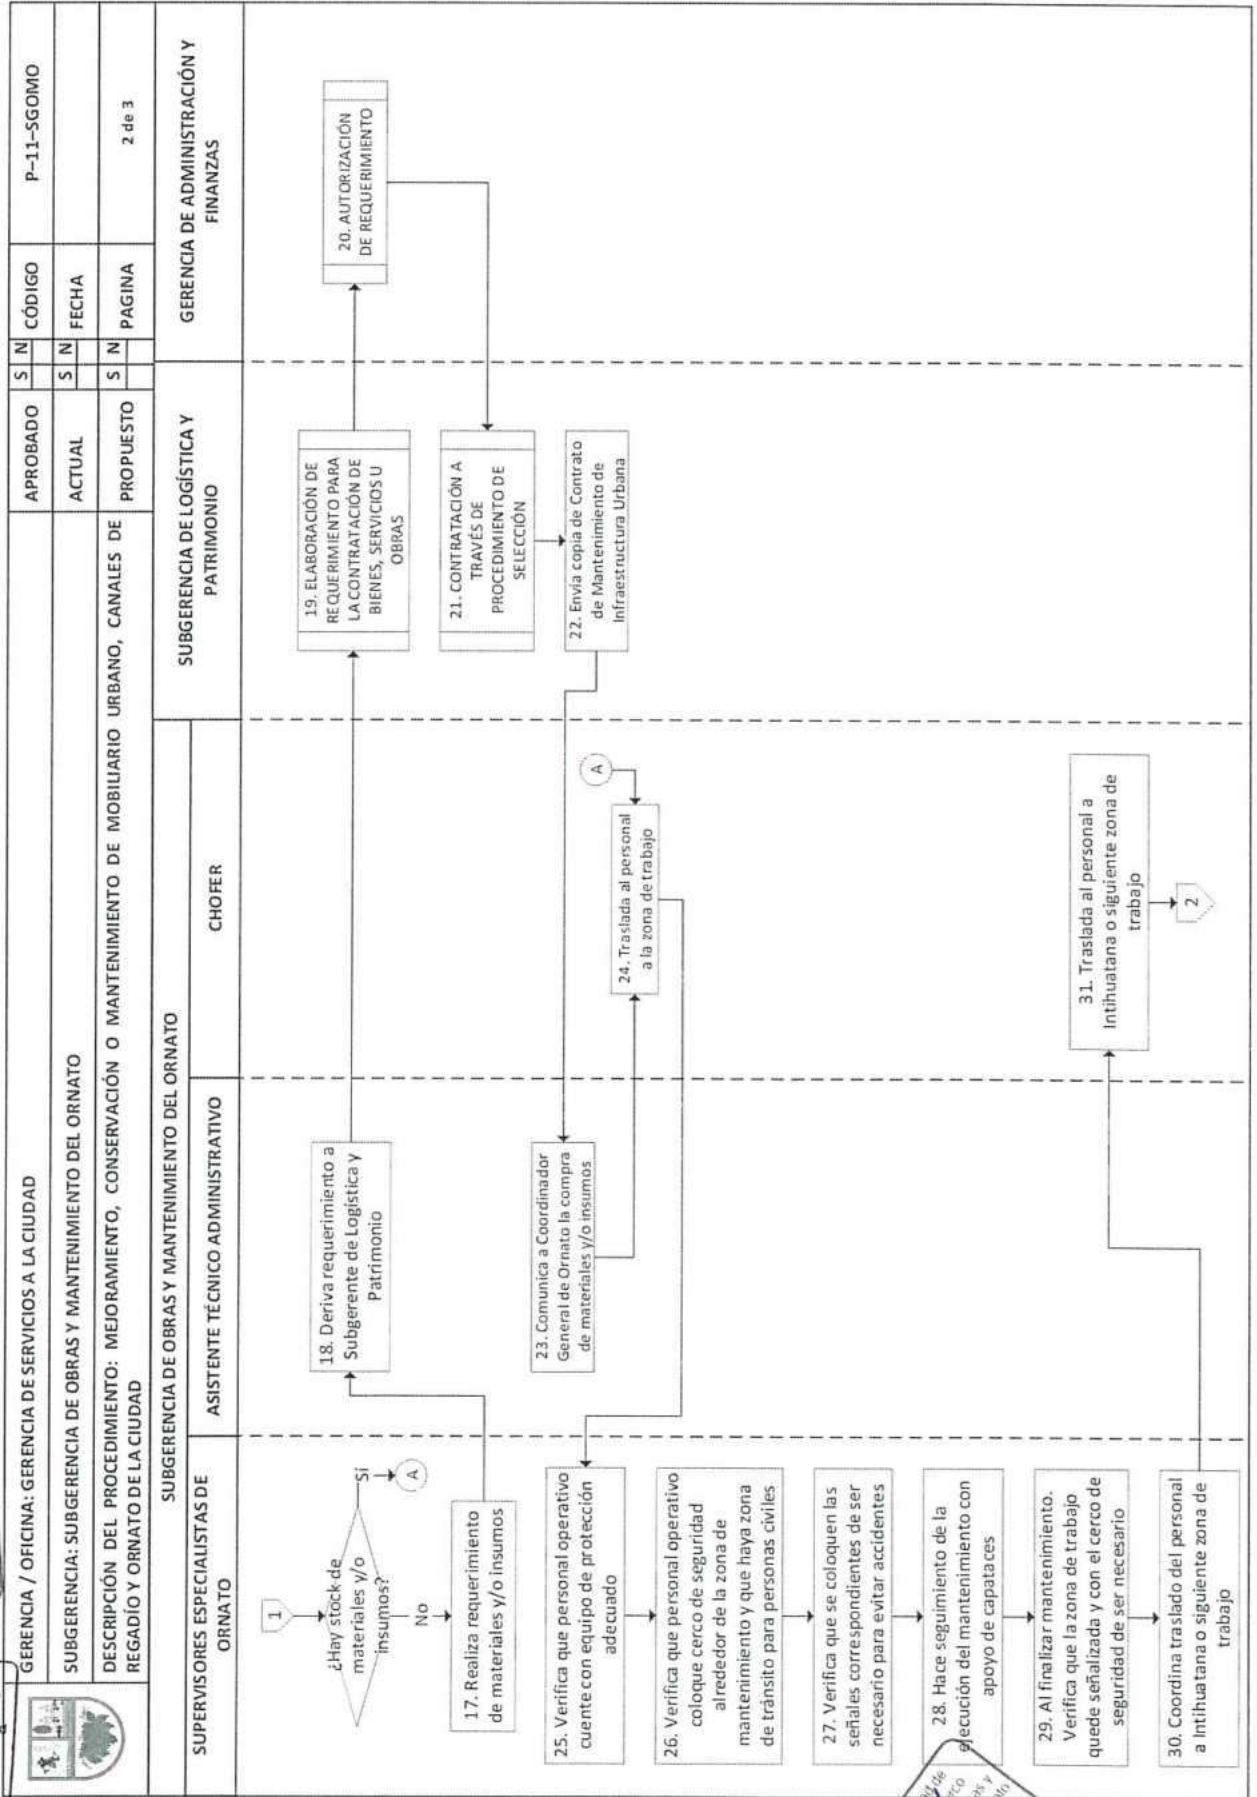 GERENCIA / OFICINA: GERENCIA DE SERVICIOS A LA CIUDAD
APROBADO
S N
CÓDIGO
P–11–SGOMO
SUBGERENCIA: SUBGERENCIA DE OBRAS Y MANTENIMIENTO DEL ORNATO
ACTUAL
S N
FECHA
DESCRIPCIÓN DEL PROCEDIMIENTO: MEJORAMIENTO, CONSERVACIÓN O MANTENIMIENTO DE MOBILIARIO URBANO, CANALES DE
REGADÍO Y ORNATO DE LA CIUDAD
PROPUESTO
S N
PAGINA
2 de 3
SUBGERENCIA DE OBRAS Y MANTENIMIENTO DEL ORNATO
SUPERVISORES ESPECIALISTAS DE
ORNATO
ASISTENTE TÉCNICO ADMINISTRATIVO
CHOFER
SUBGERENCIA DE LOGÍSTICA Y
PATRIMONIO
GERENCIA DE ADMINISTRACIÓN Y
FINANZAS
1
¿Hay stock de
materiales y/o
insumos?
Sí
A
No
17. Realiza requerimiento
de materiales y/o insumos
18. Deriva requerimiento a
Subgerente de Logística y
Patrimonio
19. ELABORACIÓN DE
REQUERIMIENTO PARA
LA CONTRATACIÓN DE
BIENES, SERVICIOS U
OBRAS
20. AUTORIZACIÓN
DE REQUERIMIENTO
21. CONTRATACIÓN A
TRAVÉS DE
PROCEDIMIENTO DE
SELECCIÓN
22. Envía copia de Contrato
de Mantenimiento de
Infraestructura Urbana
23. Comunica a Coordinador
General de Ornato la compra
de materiales y/o insumos
A
24. Traslada al personal
a la zona de trabajo
25. Verifica que personal operativo
cuente con equipo de protección
adecuado
26. Verifica que personal operativo
coloque cerco de seguridad
alrededor de la zona de
mantenimiento y que haya zona
de tránsito para personas civiles
27. Verifica que se coloquen las
señales correspondientes de ser
necesario para evitar accidentes
28. Hace seguimiento de la
ejecución del mantenimiento con
apoyo de capataces
29. Al finalizar mantenimiento.
Verifica que la zona de trabajo
quede señalizada y con el cerco de
seguridad de ser necesario
30. Coordina traslado del personal
a Intihuatana o siguiente zona de
trabajo
31. Traslada al personal a
Intihuatana o siguiente zona de
trabajo
2